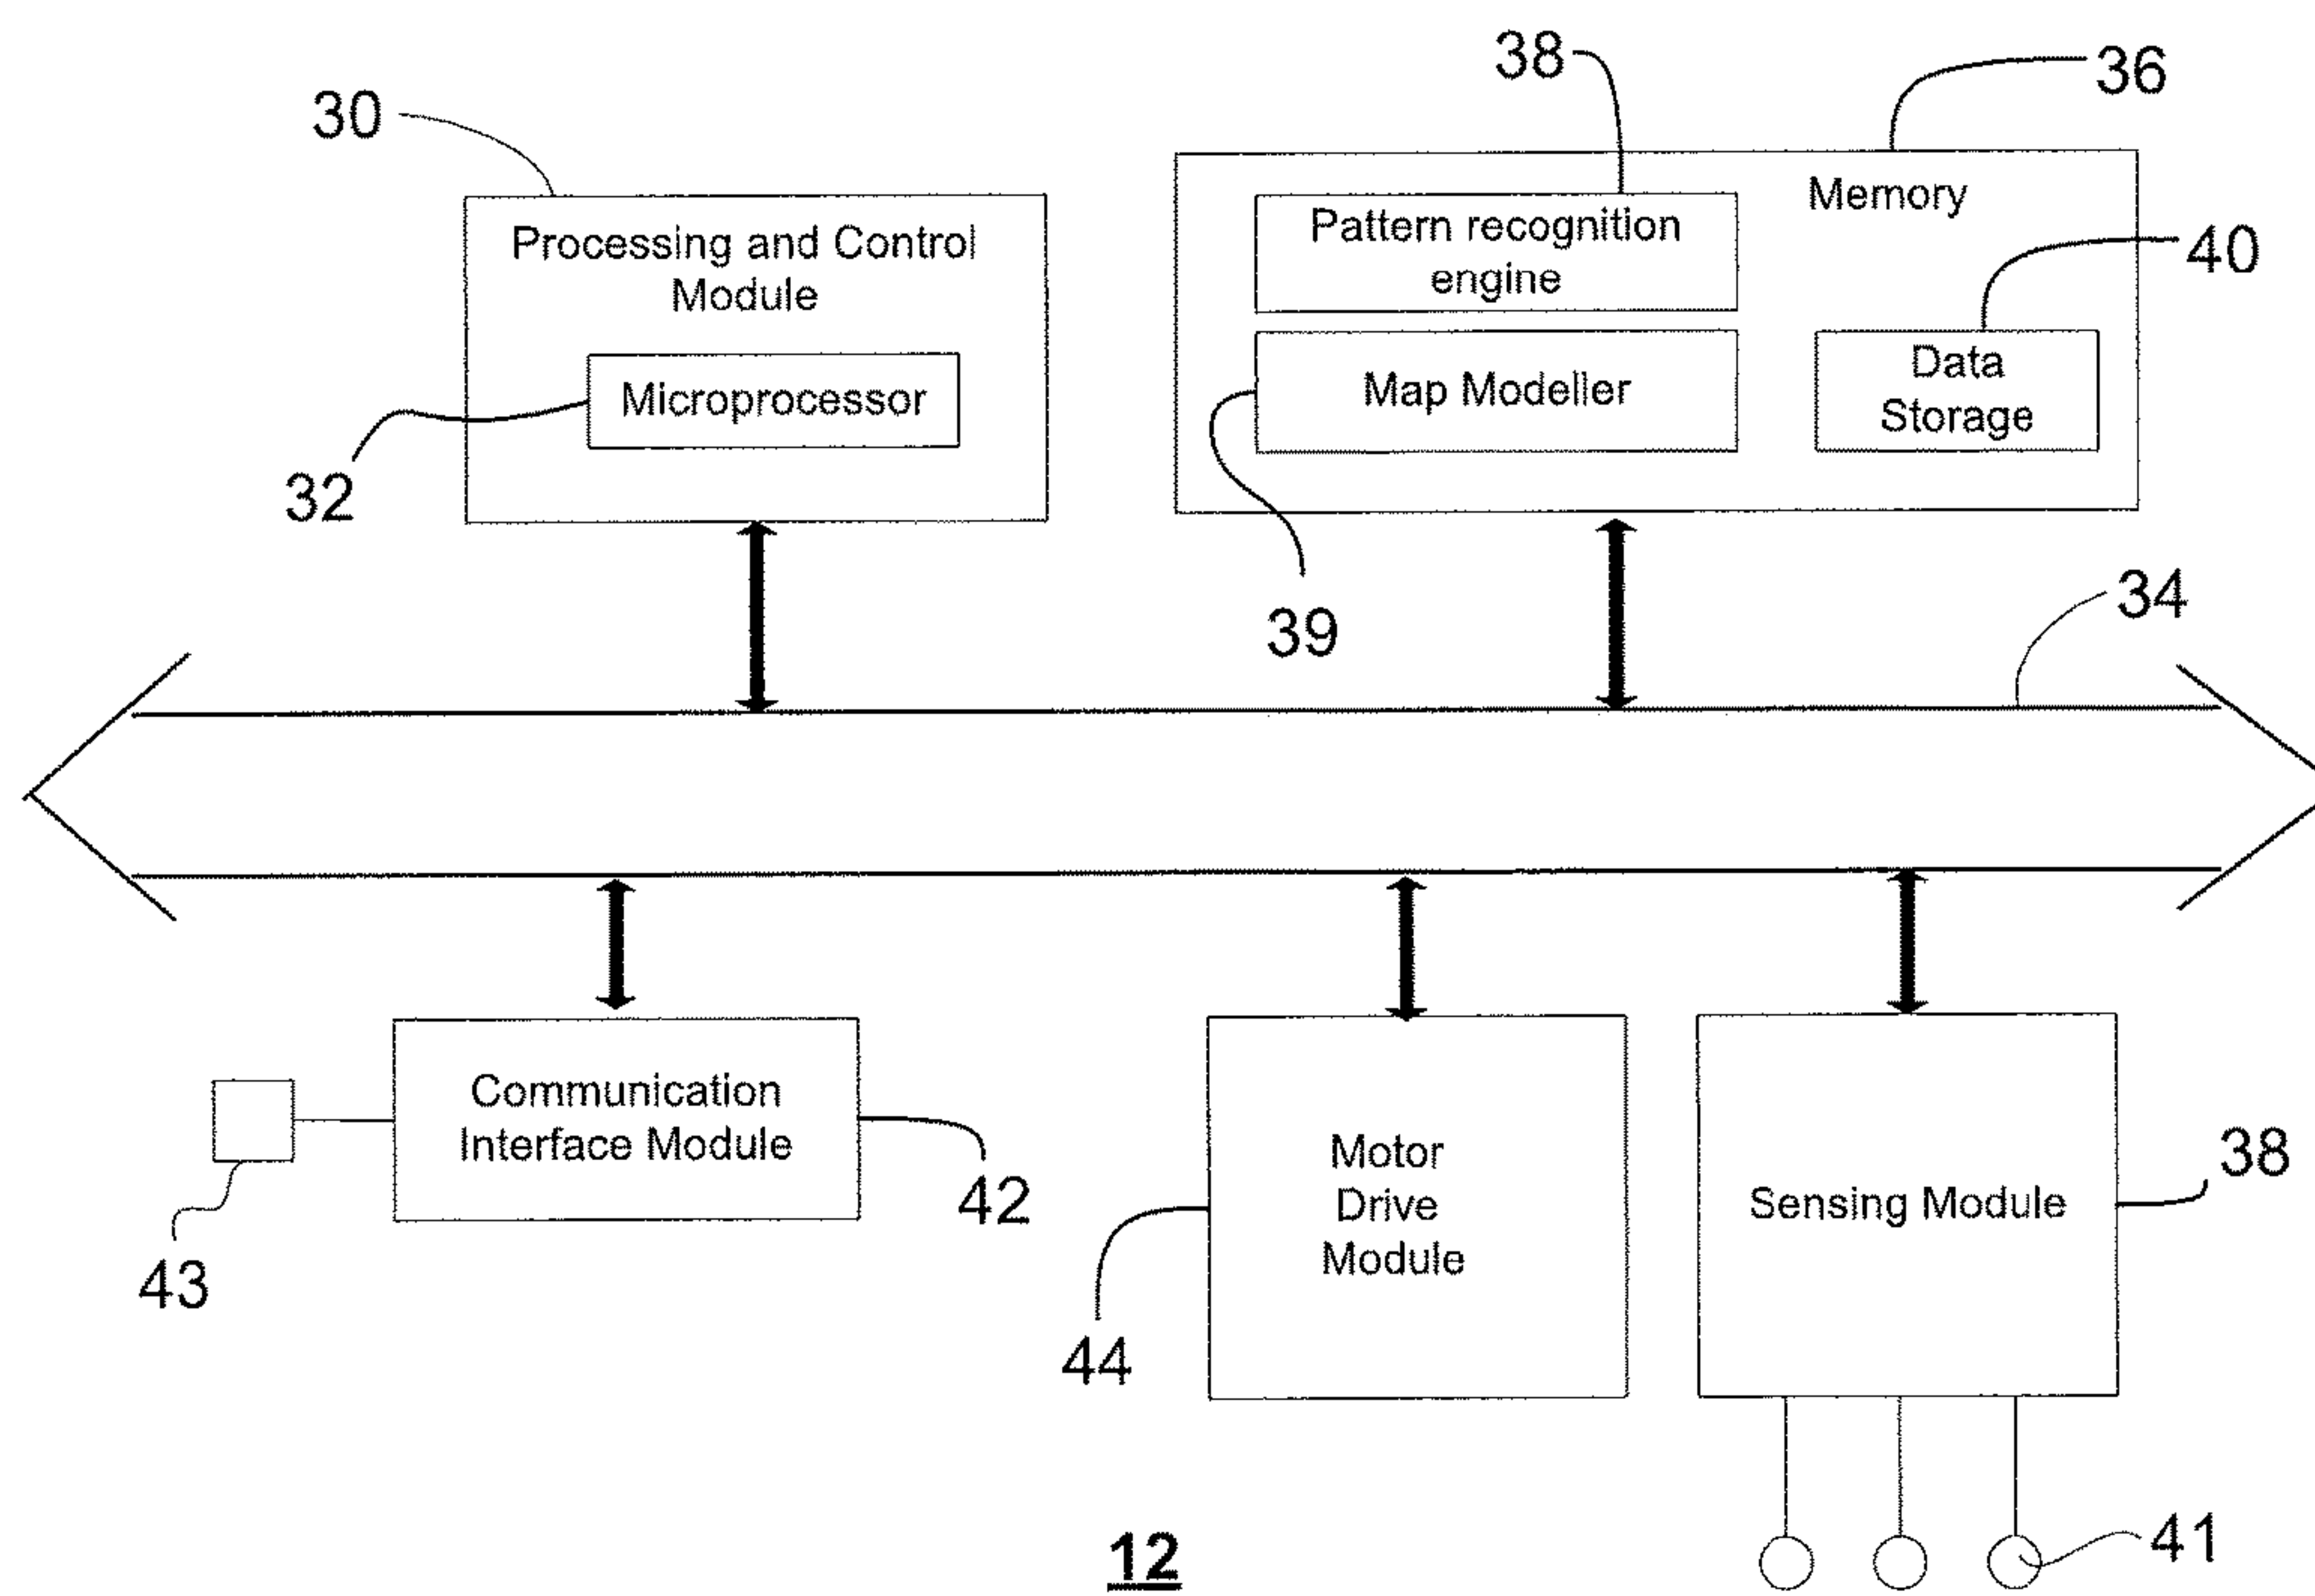 38
36
30
Processing and Control
Module
Memory
Pattern recognition
engine
40
Microprocessor
Map Modeller
Data
Storage
32
39
34
Communication
Interface Module
42
43
Motor
Drive
Module
44
Sensing Module
38
41
12